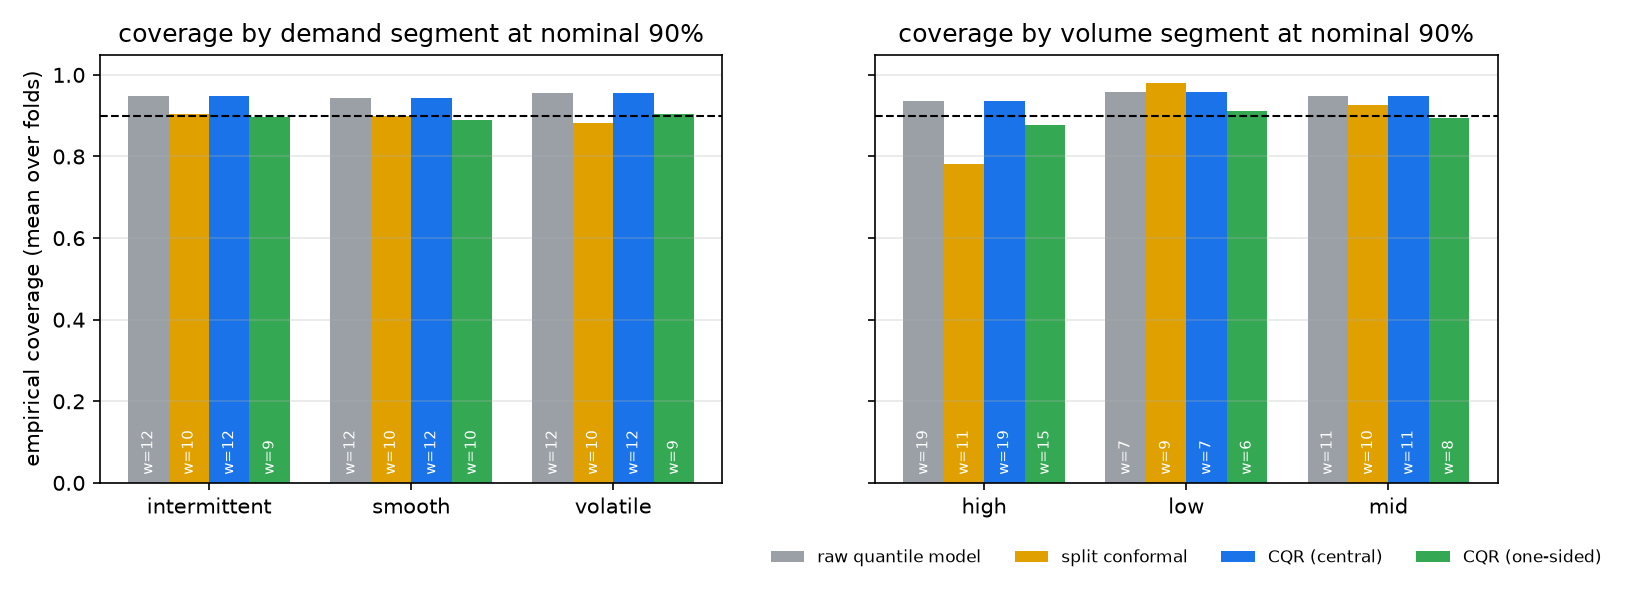 coverage by demand segment at nominal 90%
empirical coverage (mean over folds)
1.0
0.8
0.6
0.4
0.2
0.0
w=12
w=10
w=12
w=9
w=12
w=10
w=12
w=10
w=12
w=10
w=12
w=9
intermittent
smooth
volatile
coverage by volume segment at nominal 90%
w=19
w=11
w=19
w=15
w=7
w=9
w=7
w=6
w=11
w=10
w=11
w=8
high
low
mid
raw quantile model
split conformal
CQR (central)
CQR (one-sided)